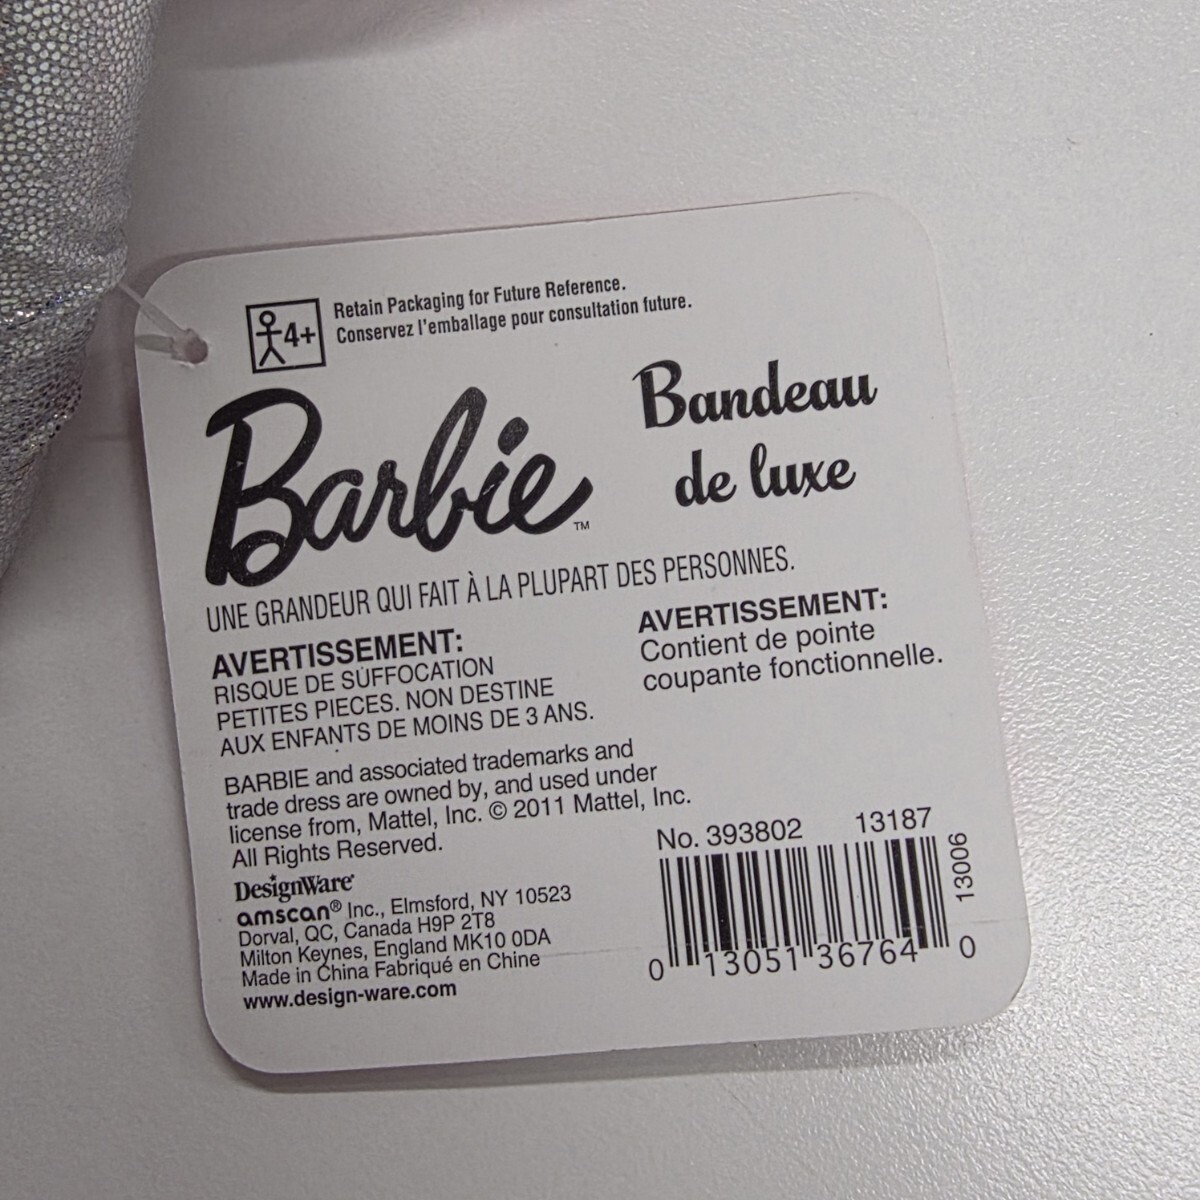 4+
Retain Packaging for Future Reference.
Conservez l'emballage pour consultation future.
Barbie™
Bandeau
de luxe
UNE GRANDEUR QUI FAIT À LA PLUPART DES PERSONNES.
AVERTISSEMENT:
RISQUE DE SUFFOCATION
PETITES PIECES. NON DESTINE
AUX ENFANTS DE MOINS DE 3 ANS.
AVERTISSEMENT:
Contient de pointe
coupante fonctionnelle.
BARBIE and associated trademarks and
trade dress are owned by, and used under
license from, Mattel, Inc. © 2011 Mattel, Inc.
All Rights Reserved.
DesignWare®
amscan® Inc., Elmsford, NY 10523
Dorval, QC, Canada H9P 2T8
Milton Keynes, England MK10 0DA
Made in China Fabriqué en Chine
www.design-ware.com
No. 393802 13187
13006
0 13051 36764 0